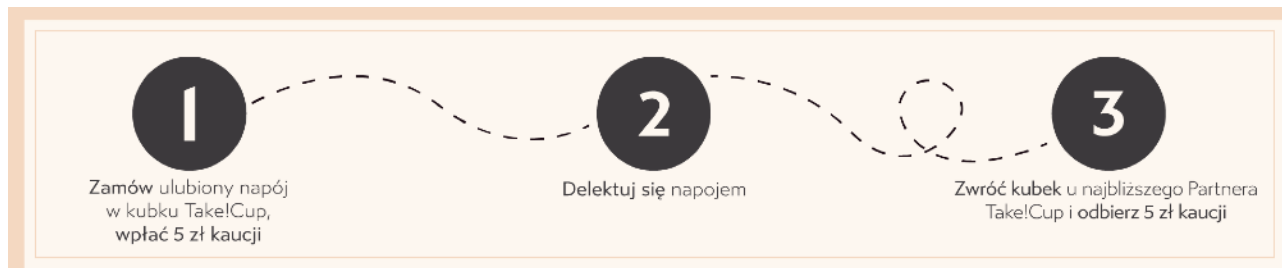 1
Zamów ulubiony napój
w kubku Take!Cup,
wpłać 5 zł kaucji
2
Delektuj się napojem
3
Zwróć kubek u najbliższego Partnera
Take!Cup i odbierz 5 zł kaucji